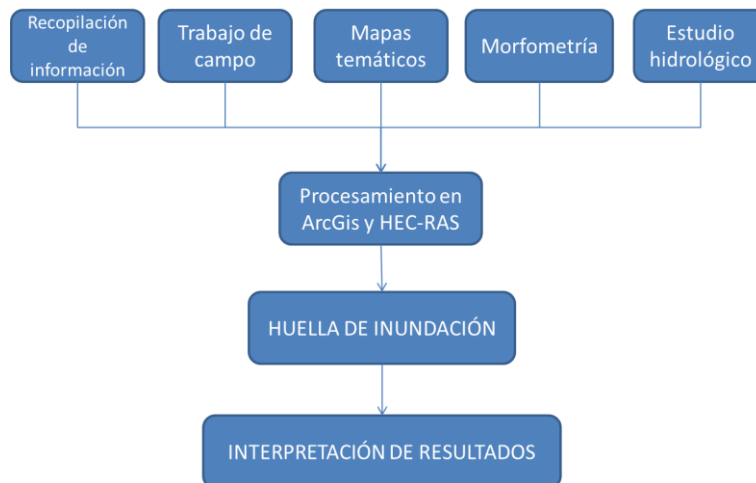 Recopilación
de
información
Trabajo de
campo
Mapas
temáticos
Morfometría
Estudio
hidrológico
Procesamiento en
ArcGis y HEC-RAS
HUELLA DE INUNDACIÓN
INTERPRETACIÓN DE RESULTADOS